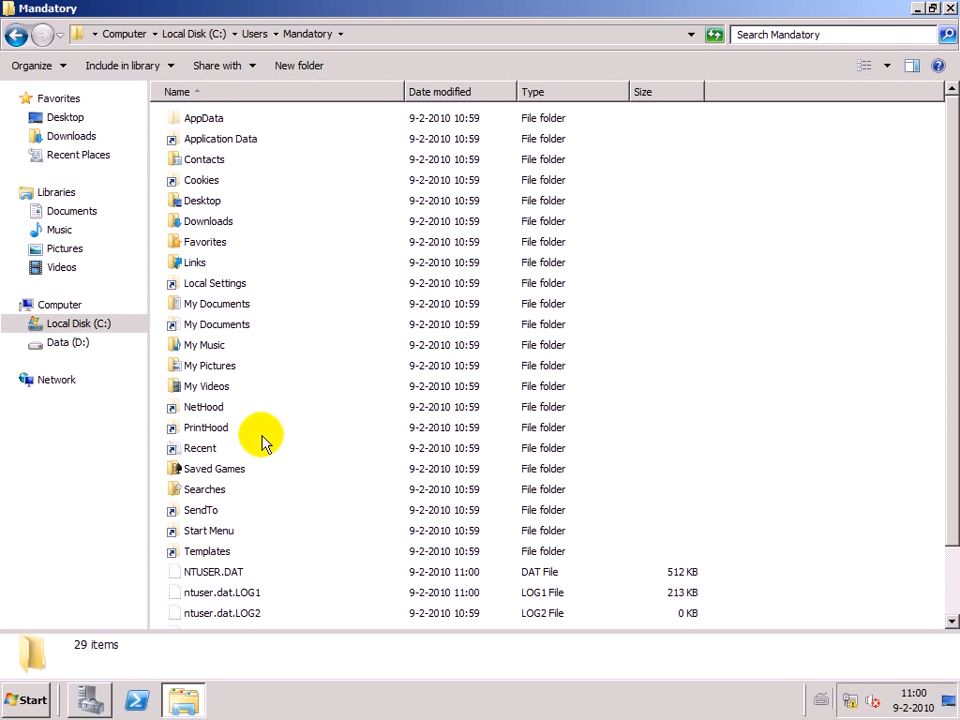 Mandatory
Computer Local Disk (C:) Users Mandatory
Search Mandatory
Organize Include in library Share with New folder
Favorites
Desktop
Downloads
Recent Places
Libraries
Documents
Music
Pictures
Videos
Computer
Local Disk (C:)
Data (D:)
Network
Name Date modified Type Size
AppData 9-2-2010 10:59 File folder
Application Data 9-2-2010 10:59 File folder
Contacts 9-2-2010 10:59 File folder
Cookies 9-2-2010 10:59 File folder
Desktop 9-2-2010 10:59 File folder
Downloads 9-2-2010 10:59 File folder
Favorites 9-2-2010 10:59 File folder
Links 9-2-2010 10:59 File folder
Local Settings 9-2-2010 10:59 File folder
My Documents 9-2-2010 10:59 File folder
My Documents 9-2-2010 10:59 File folder
My Music 9-2-2010 10:59 File folder
My Pictures 9-2-2010 10:59 File folder
My Videos 9-2-2010 10:59 File folder
NetHood 9-2-2010 10:59 File folder
PrintHood 9-2-2010 10:59 File folder
Recent 9-2-2010 10:59 File folder
Saved Games 9-2-2010 10:59 File folder
Searches 9-2-2010 10:59 File folder
SendTo 9-2-2010 10:59 File folder
Start Menu 9-2-2010 10:59 File folder
Templates 9-2-2010 10:59 File folder
NTUSER.DAT 9-2-2010 11:00 DAT File 512 KB
ntuser.dat.LOG1 9-2-2010 11:00 LOG1 File 213 KB
ntuser.dat.LOG2 9-2-2010 10:59 LOG2 File 0 KB
29 items
Start
11:00
9-2-2010